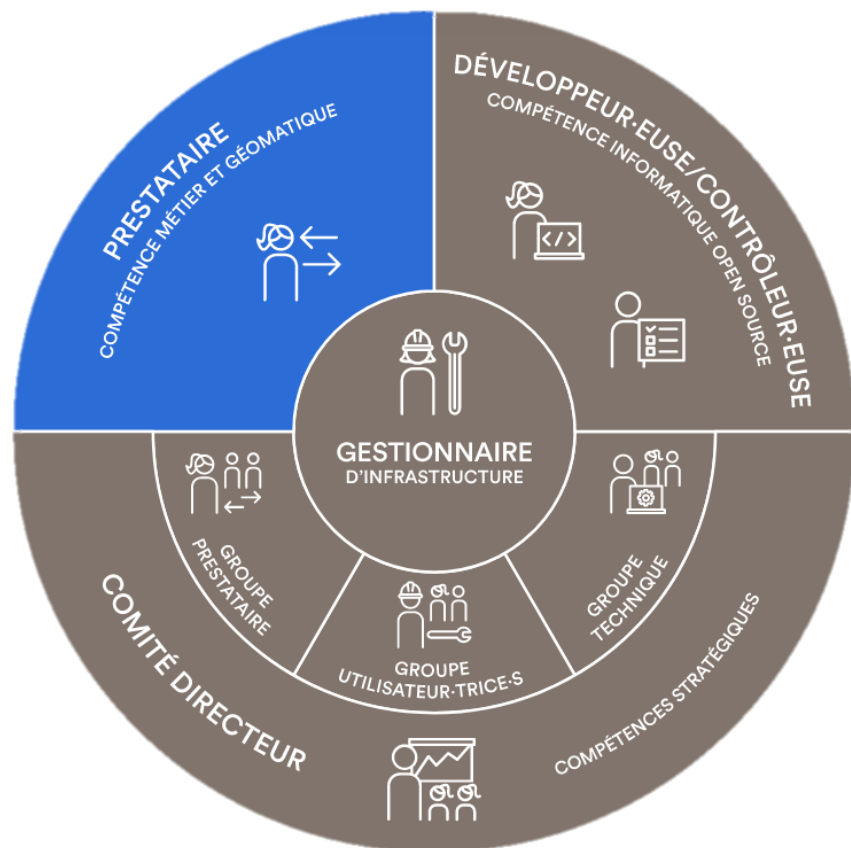 PRESTATAIRE
COMPÉTENCE MÉTIER ET GÉOMATIQUE
DÉVELOPPEUR·EUSE/CONTRÔLEUR·EUSE
COMPÉTENCE INFORMATIQUE OPEN SOURCE
</>
GESTIONNAIRE
D'INFRASTRUCTURE
GROUPE
PRESTATAIRE
GROUPE
UTILISATEUR·TRICE·S
GROUPE
TECHNIQUE
COMITÉ DIRECTEUR
COMPÉTENCES STRATÉGIQUES